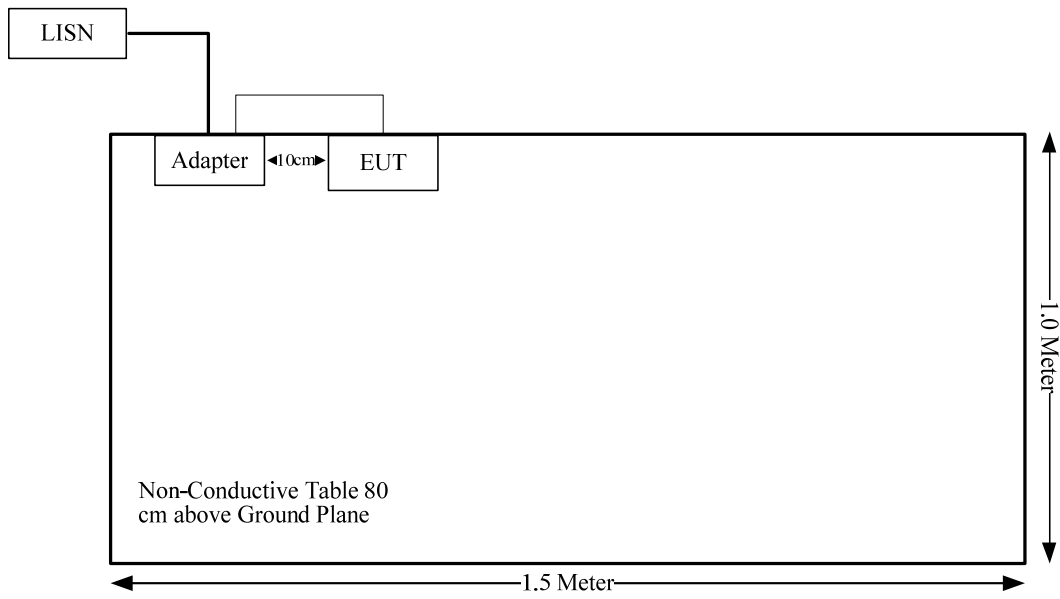 LISN
Adapter
10cm
EUT
1.0 Meter
Non-Conductive Table 80
cm above Ground Plane
1.5 Meter